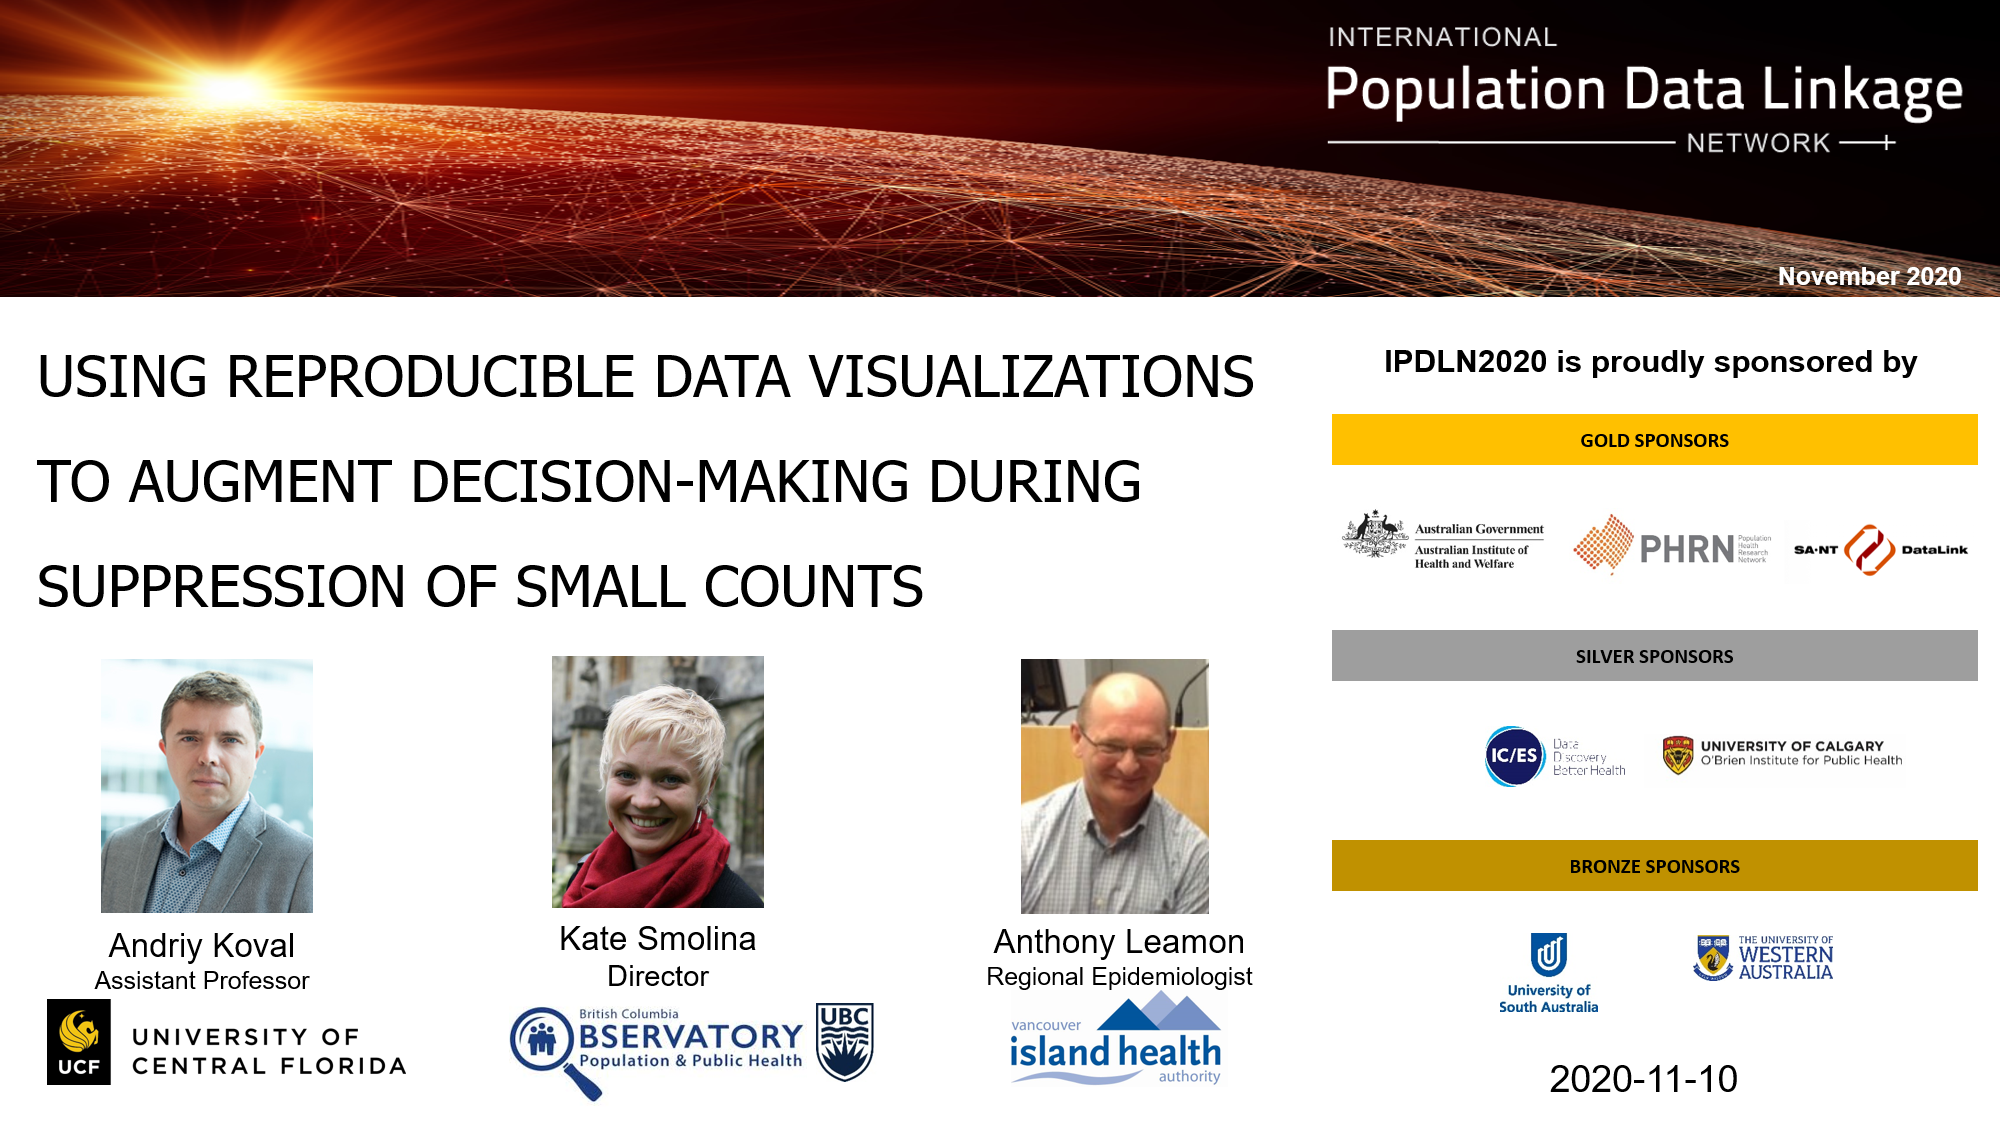 INTERNATIONAL
Population Data Linkage
NETWORK
November 2020
USING REPRODUCIBLE DATA VISUALIZATIONS
TO AUGMENT DECISION-MAKING DURING
SUPPRESSION OF SMALL COUNTS
Andriy Koval
Assistant Professor
UCF
UNIVERSITY OF
CENTRAL FLORIDA
Kate Smolina
Director
British Columbia
BSERVATORY
Population & Public Health
UBC
Anthony Leamon
Regional Epidemiologist
vancouver
island health
authority
IPDLN2020 is proudly sponsored by
GOLD SPONSORS
Australian Government
Australian Institute of
Health and Welfare
PHRN
Population
Health
Research
Network
SA·NT
DataLink
SILVER SPONSORS
IC/ES
Data
Discovery
Better Health
UNIVERSITY OF CALGARY
O'Brien Institute for Public Health
BRONZE SPONSORS
University of
South Australia
THE UNIVERSITY OF
WESTERN
AUSTRALIA
2020-11-10